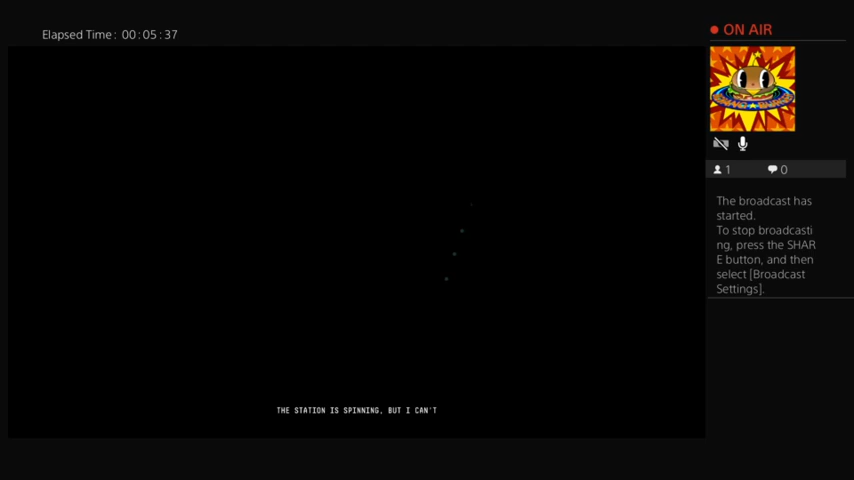 Elapsed Time: 00:05:37
ON AIR
1
0
The broadcast has
started.
To stop broadcasti
ng, press the SHAR
E button, and then
select [Broadcast
Settings].
THE STATION IS SPINNING, BUT I CAN'T